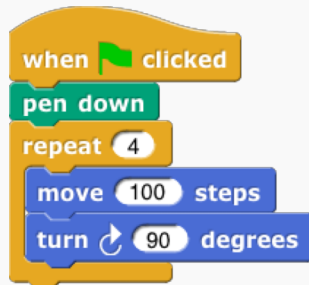 when clicked
pen down
repeat 4
move 100 steps
turn 90 degrees